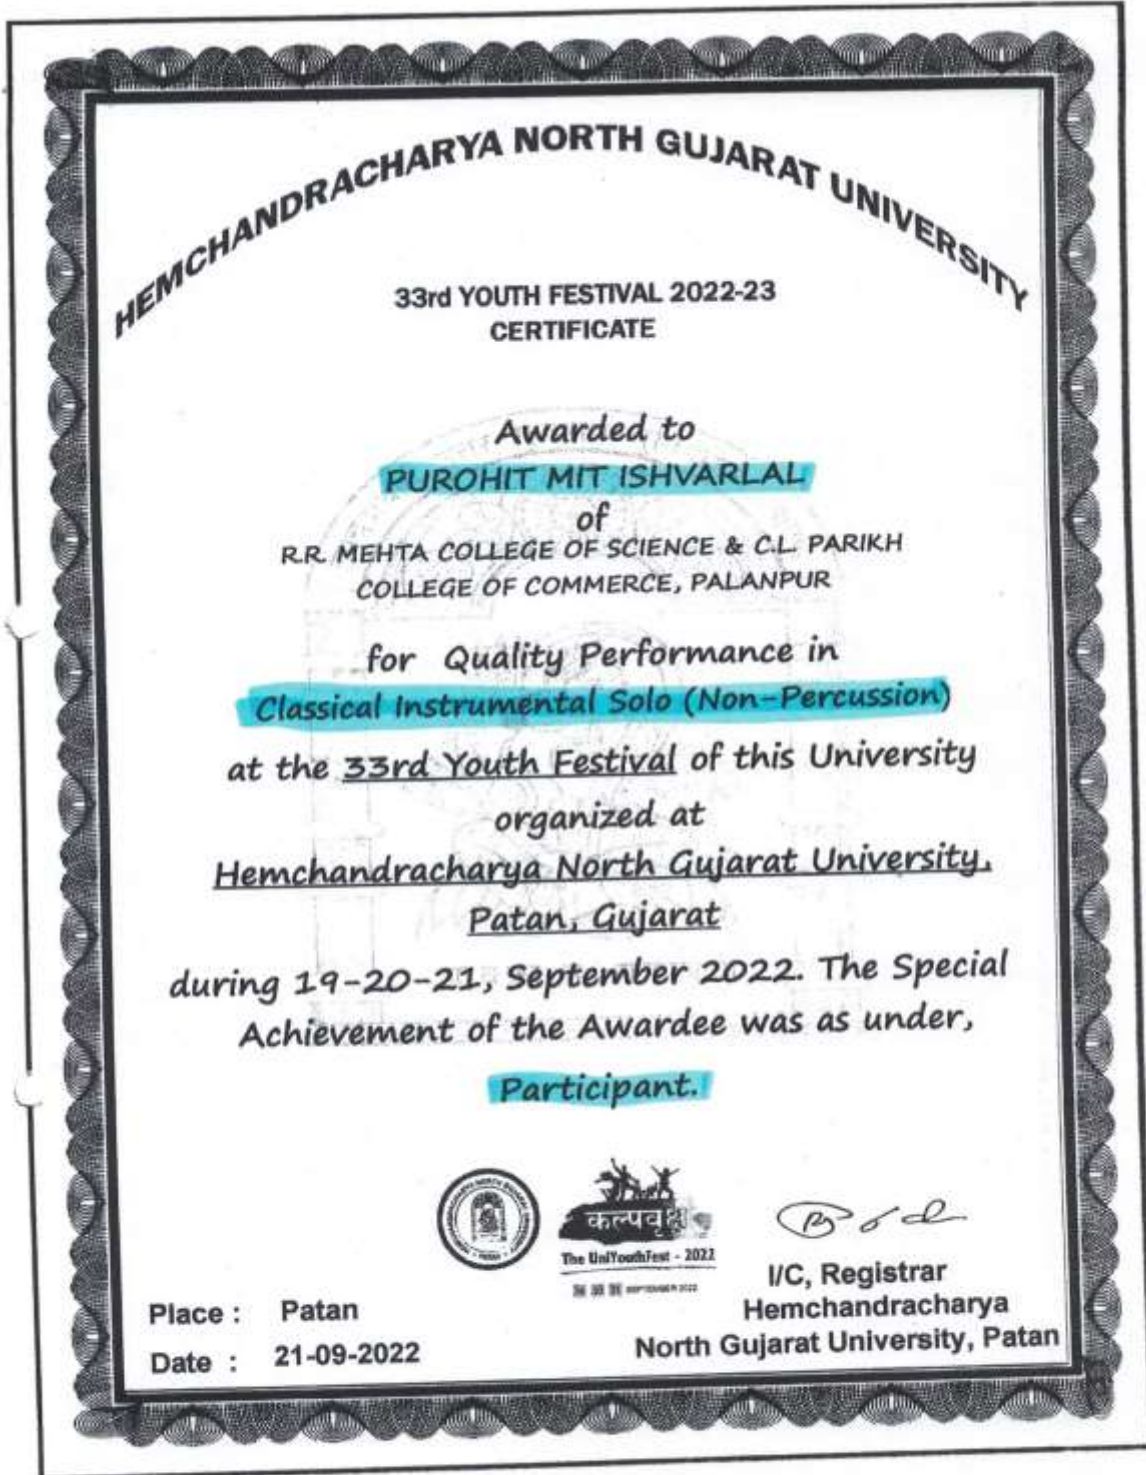 HEMCHANDRACHARYA NORTH GUJARAT UNIVERSITY
33rd YOUTH FESTIVAL 2022-23
CERTIFICATE
Awarded to
PUROHIT MIT ISHVARLAL
of
R.R. MEHTA COLLEGE OF SCIENCE & C.L. PARIKH
COLLEGE OF COMMERCE, PALANPUR
for Quality Performance in
Classical Instrumental Solo (Non-Percussion)
at the 33rd Youth Festival of this University
organized at
Hemchandracharya North Gujarat University,
Patan, Gujarat
during 19-20-21, September 2022. The Special
Achievement of the Awardee was as under,
Participant.
कल्पवृक्ष
The UniYouthFest - 2022
SEPTEMBER 2022
I/C, Registrar
Hemchandracharya
North Gujarat University, Patan
Place : Patan
Date : 21-09-2022